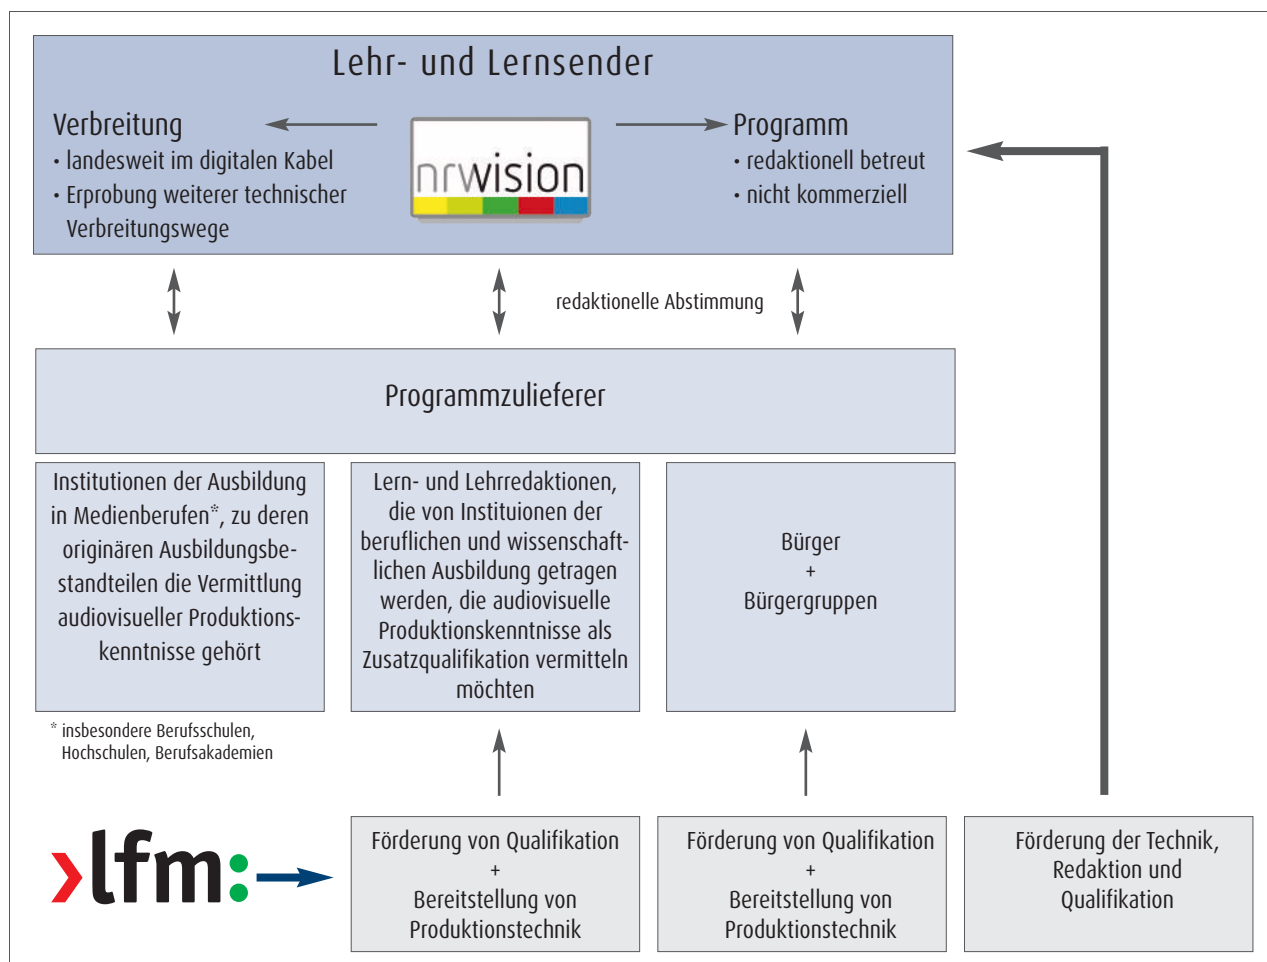 Lehr- und Lernsender
Verbreitung
• landesweit im digitalen Kabel
• Erprobung weiterer technischer
Verbreitungswege
nrwision
Programm
• redaktionell betreut
• nicht kommerziell
redaktionelle Abstimmung
Programmzulieferer
Institutionen der Ausbildung
in Medienberufen*, zu deren
originären Ausbildungsbe-
standteilen die Vermittlung
audiovisueller Produktions-
kenntnisse gehört
Lern- und Lehrredaktionen,
die von Instituionen der
beruflichen und wissenschaft-
lichen Ausbildung getragen
werden, die audiovisuelle
Produktionskenntnisse als
Zusatzqualifikation vermitteln
möchten
Bürger
+
Bürgergruppen
* insbesondere Berufsschulen,
Hochschulen, Berufsakademien
lfm:
Förderung von Qualifikation
+
Bereitstellung von
Produktionstechnik
Förderung von Qualifikation
+
Bereitstellung von
Produktionstechnik
Förderung der Technik,
Redaktion und
Qualifikation